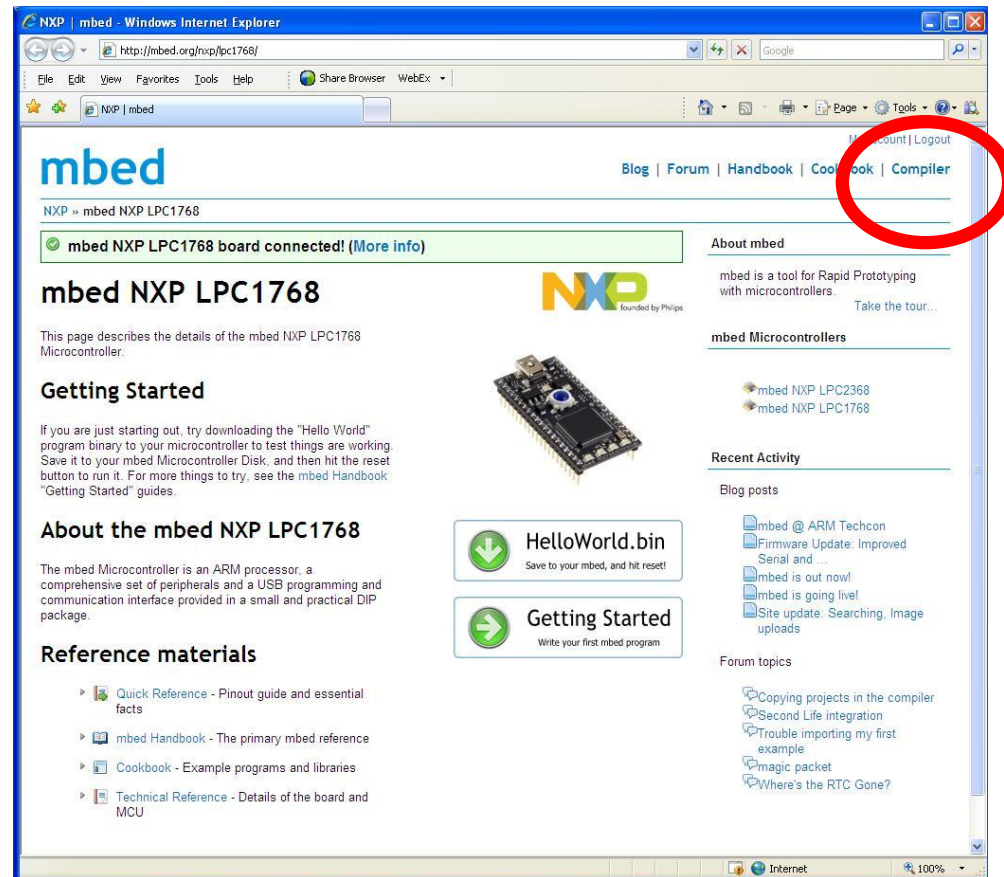 NXP | mbed - Windows Internet Explorer
http://mbed.org/nxp/lpc1768/
Google
File Edit View Favorites Tools Help
Share Browser WebEx
NXP | mbed
Page Tools
Account | Logout
mbed
Blog | Forum | Handbook | Cookbook | Compiler
NXP » mbed NXP LPC1768
mbed NXP LPC1768 board connected! (More info)
mbed NXP LPC1768
NXP
founded by Philips
This page describes the details of the mbed NXP LPC1768
Microcontroller.
Getting Started
If you are just starting out, try downloading the "Hello World"
program binary to your microcontroller to test things are working.
Save it to your mbed Microcontroller Disk, and then hit the reset
button to run it. For more things to try, see the mbed Handbook
"Getting Started" guides.
About the mbed NXP LPC1768
The mbed Microcontroller is an ARM processor, a
comprehensive set of peripherals and a USB programming and
communication interface provided in a small and practical DIP
package.
HelloWorld.bin
Save to your mbed, and hit reset!
Getting Started
Write your first mbed program
Reference materials
Quick Reference - Pinout guide and essential
facts
mbed Handbook - The primary mbed reference
Cookbook - Example programs and libraries
Technical Reference - Details of the board and
MCU
About mbed
mbed is a tool for Rapid Prototyping
with microcontrollers.
Take the tour...
mbed Microcontrollers
mbed NXP LPC2368
mbed NXP LPC1768
Recent Activity
Blog posts
mbed @ ARM Techcon
Firmware Update: Improved
Serial and ...
mbed is out now!
mbed is going live!
Site update: Searching, Image
uploads
Forum topics
Copying projects in the compiler
Second Life integration
Trouble importing my first
example
magic packet
Where's the RTC Gone?
Internet
100%